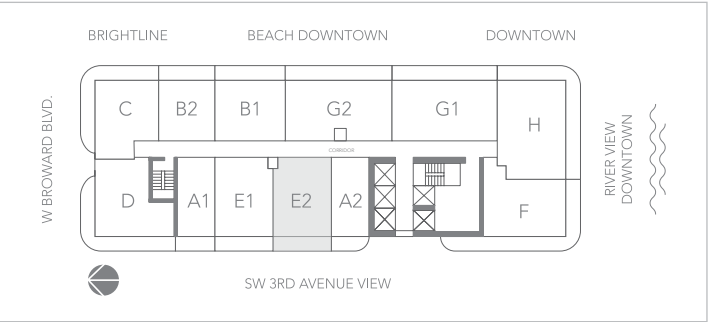 BRIGHTLINE
BEACH DOWNTOWN
DOWNTOWN
W BROWARD BLVD.
C
B2
B1
G2
G1
H
CORRIDOR
D
A1
E1
E2
A2
F
RIVER VIEW
DOWNTOWN
SW 3RD AVENUE VIEW